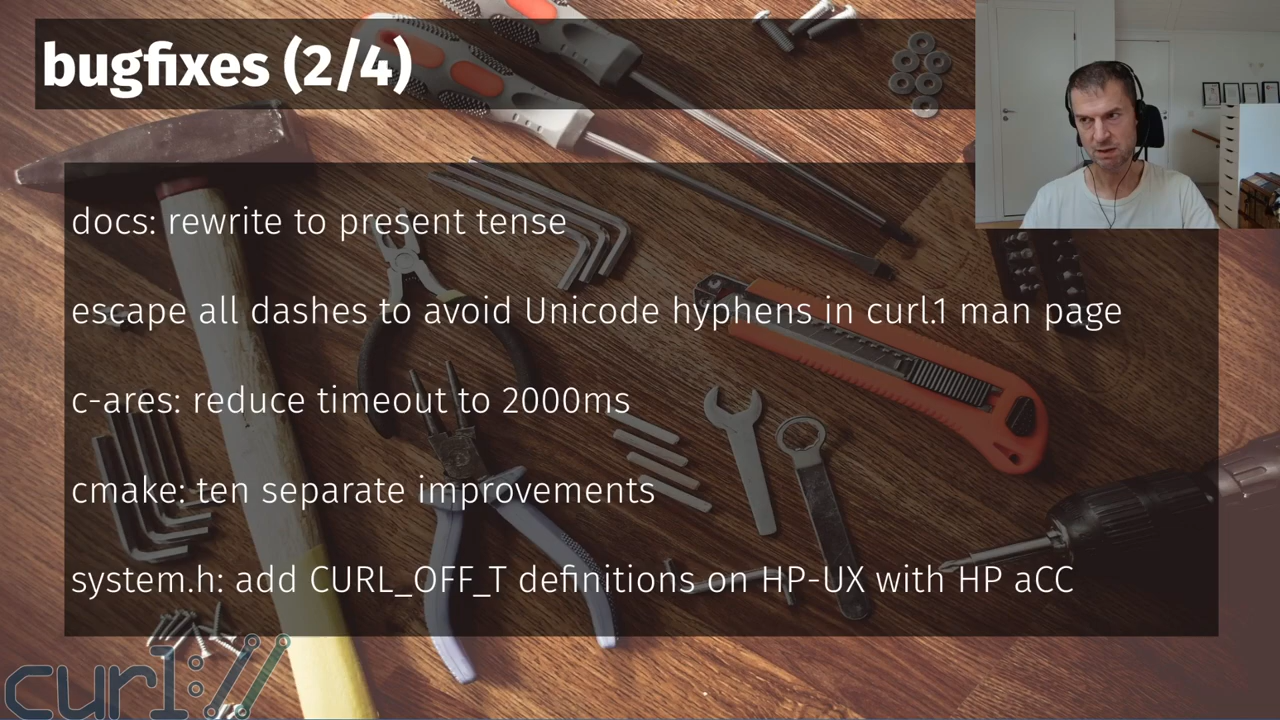 bugfixes (2/4)
docs: rewrite to present tense
escape all dashes to avoid Unicode hyphens in curl.1 man page
c-ares: reduce timeout to 2000ms
cmake: ten separate improvements
system.h: add CURL_OFF_T definitions on HP-UX with HP aCC
curl://